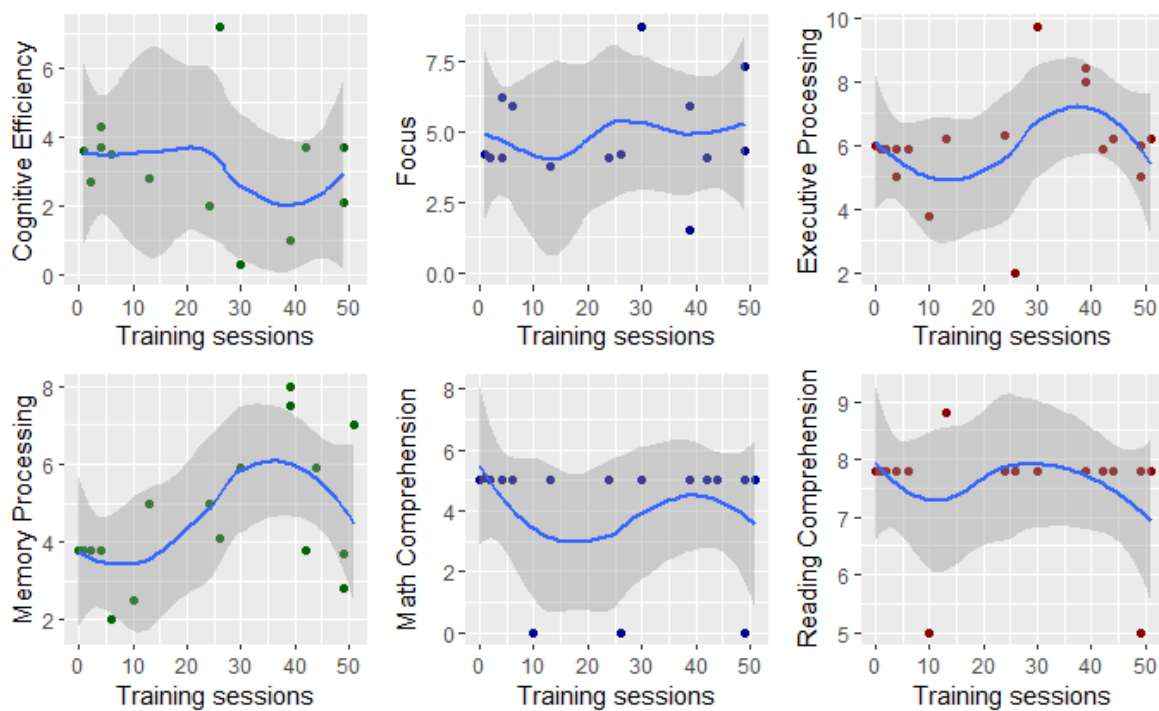 Cognitive Efficiency
6
4
2
0
0 10 20 30 40 50
Training sessions
Focus
7.5
5.0
2.5
0.0
0 10 20 30 40 50
Training sessions
Executive Processing
10
8
6
4
2
0 10 20 30 40 50
Training sessions
Memory Processing
8
6
4
2
0 10 20 30 40 50
Training sessions
Math Comprehension
8
6
4
2
0
0 10 20 30 40 50
Training sessions
Reading Comprehension
9
8
7
6
5
0 10 20 30 40 50
Training sessions